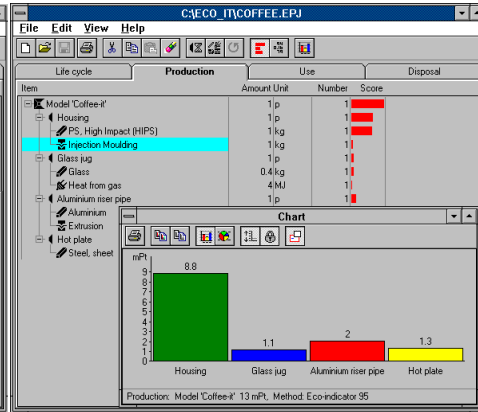 C:\ECO_IT\COFFEE.EPJ
File Edit View Help
Life cycle Production Use Disposal
Item Amount Unit Number Score
Model 'Coffee-it' 1 p 1
Housing 1 p 1
PS, High Impact (HIPS) 1 kg 1
Injection Moulding 1 kg 1
Glass jug 1 p 1
Glass 0.4 kg 1
Heat from gas 4 MJ 1
Aluminium riser pipe 1 p 1
Aluminium
Extrusion
Hot plate
Steel, sheet
Chart
mPt
9
8
7
6
5
4
3
2
1
0
8.8
1.1
2
1.3
Housing Glass jug Aluminium riser pipe Hot plate
Production: Model 'Coffee-it' 13 mPt, Method: Eco-indicator 95